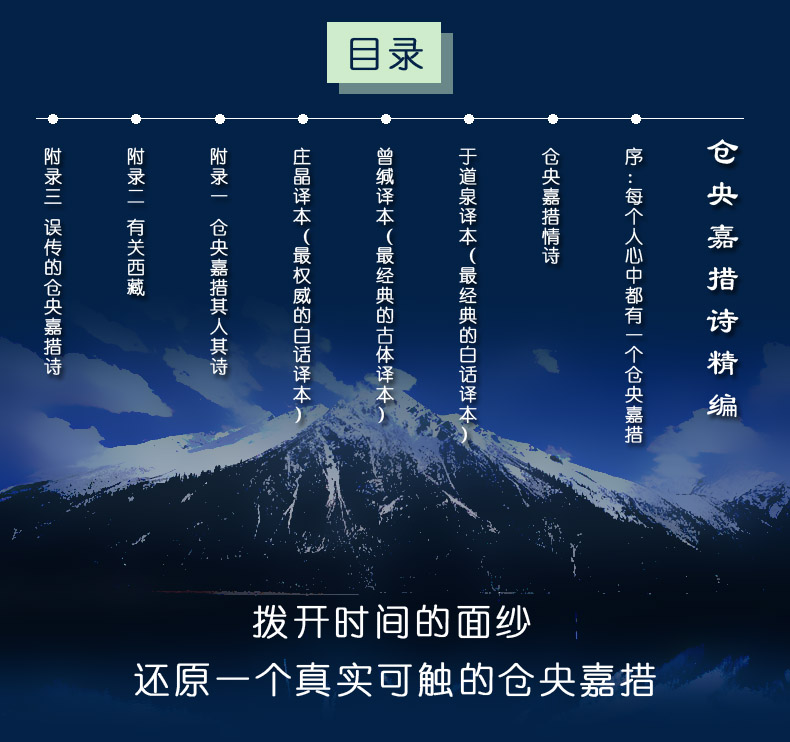 目录
仓央嘉措诗精编
序：每个人心中都有一个仓央嘉措
仓央嘉措情诗
于道泉译本（最经典的白话译本）
曾缄译本（最经典的古体译本）
庄晶译本（最权威的白话译本）
附录一 仓央嘉措其人其诗
附录二 有关西藏
附录三 误传的仓央嘉措诗
拨开时间的面纱
还原一个真实可触的仓央嘉措